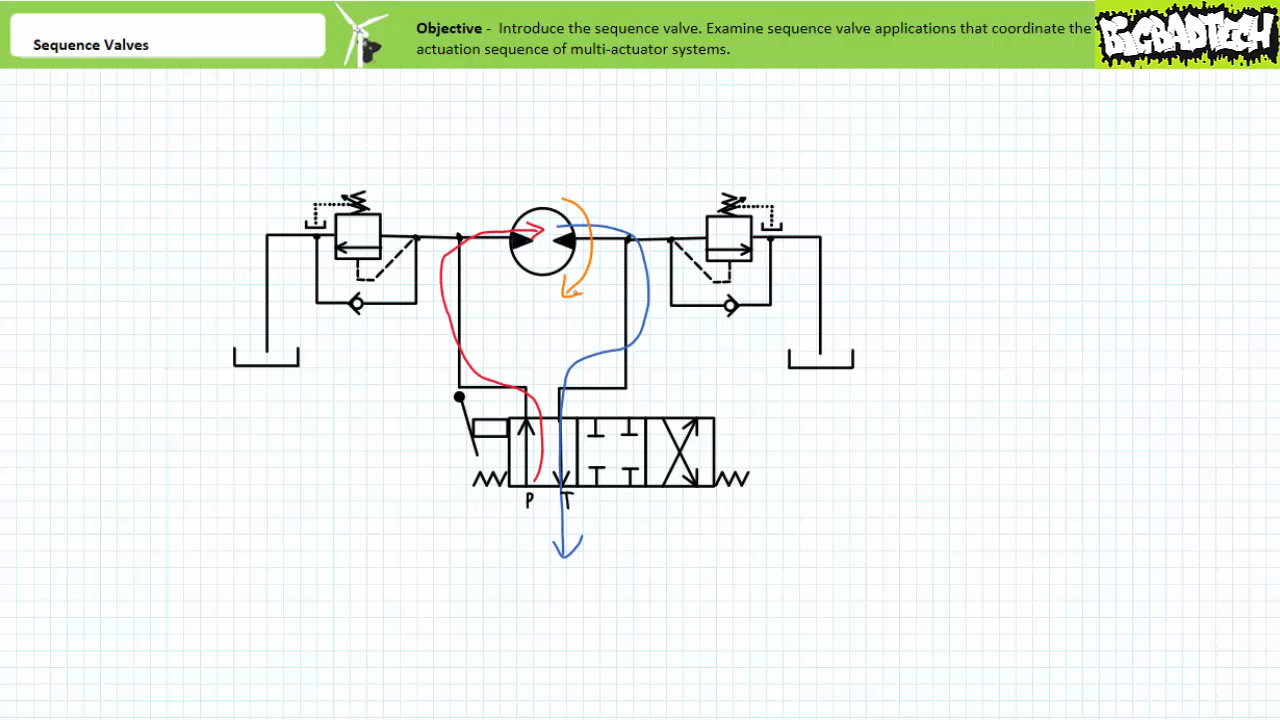 Sequence Valves
Objective - Introduce the sequence valve. Examine sequence valve applications that coordinate the
actuation sequence of multi-actuator systems.
BIGBADTECH
P T